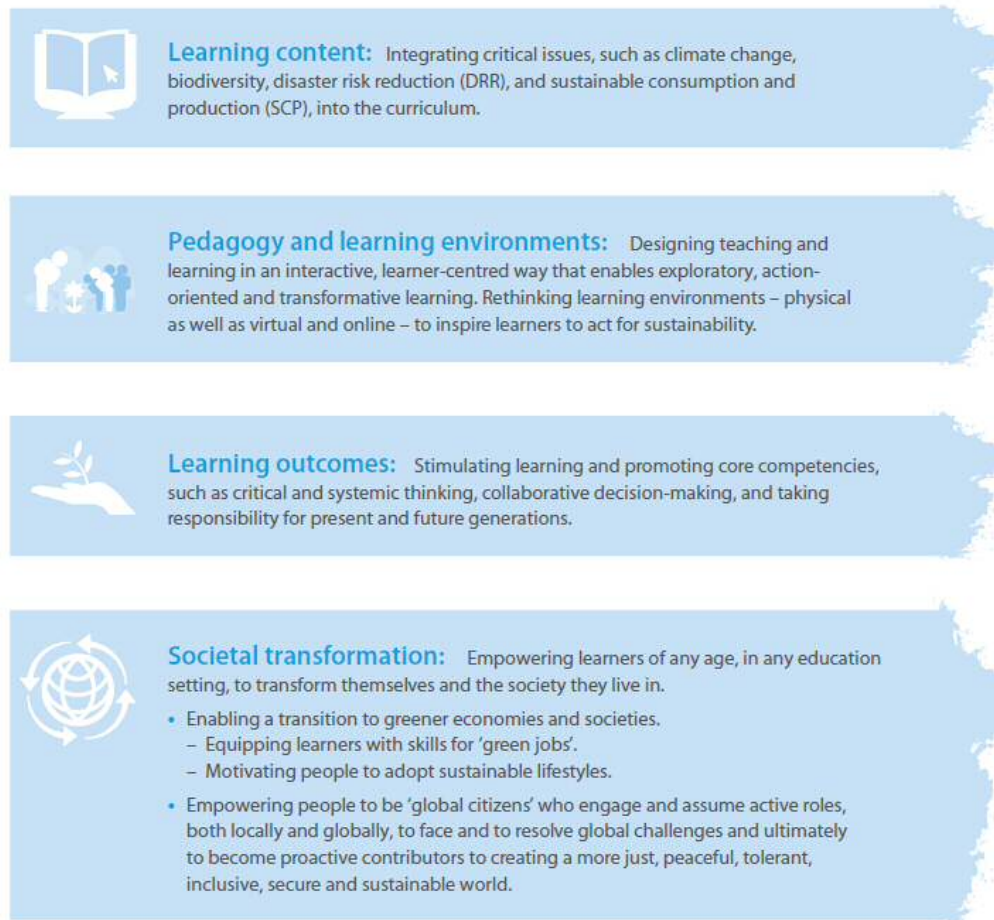 Learning content: Integrating critical issues, such as climate change,
biodiversity, disaster risk reduction (DRR), and sustainable consumption and
production (SCP), into the curriculum.
Pedagogy and learning environments: Designing teaching and
learning in an interactive, learner-centred way that enables exploratory, action-
oriented and transformative learning. Rethinking learning environments – physical
as well as virtual and online – to inspire learners to act for sustainability.
Learning outcomes: Stimulating learning and promoting core competencies,
such as critical and systemic thinking, collaborative decision-making, and taking
responsibility for present and future generations.
Societal transformation: Empowering learners of any age, in any education
setting, to transform themselves and the society they live in.
• Enabling a transition to greener economies and societies.
– Equipping learners with skills for ‘green jobs’.
– Motivating people to adopt sustainable lifestyles.
• Empowering people to be ‘global citizens’ who engage and assume active roles,
both locally and globally, to face and to resolve global challenges and ultimately
to become proactive contributors to creating a more just, peaceful, tolerant,
inclusive, secure and sustainable world.